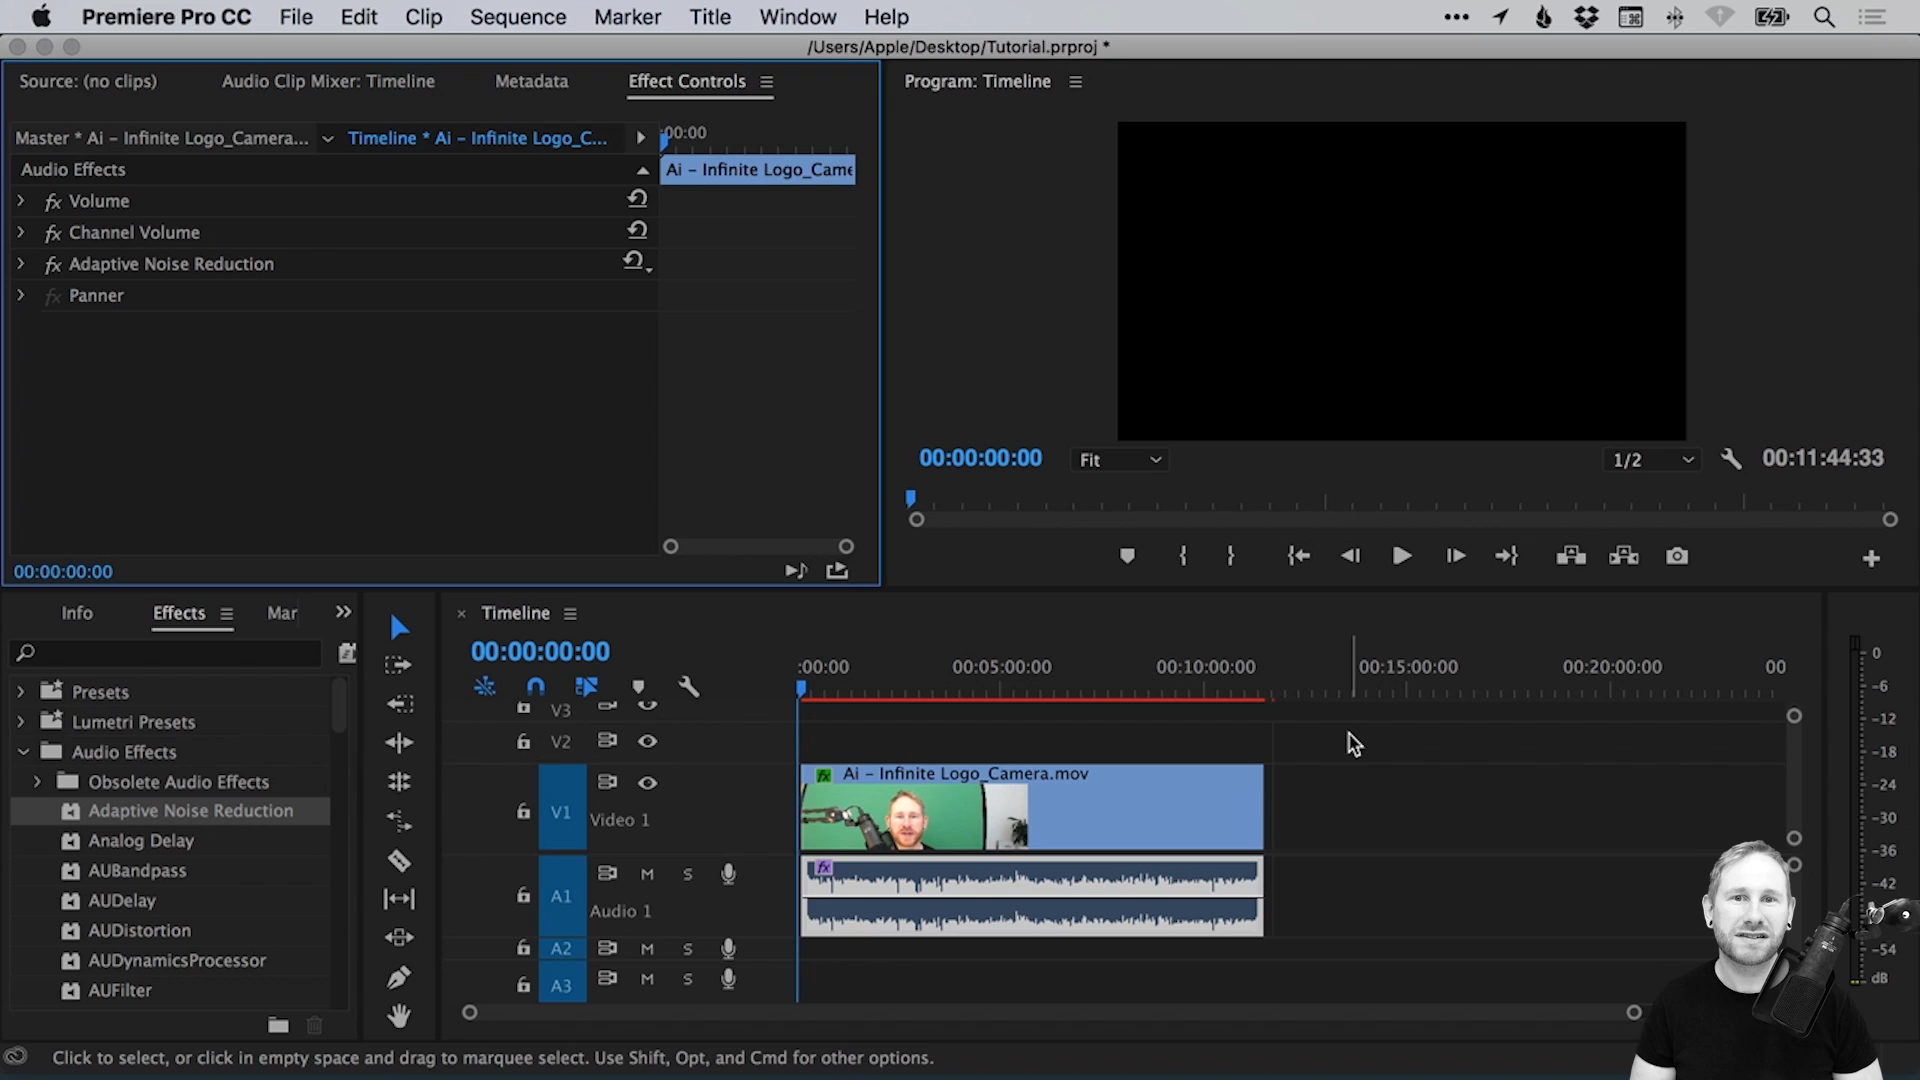 Premiere Pro CC File Edit Clip Sequence Marker Title Window Help
/Users/Apple/Desktop/Tutorial.prproj *
Source: (no clips) Audio Clip Mixer: Timeline Metadata Effect Controls
Program: Timeline
Master * Ai – Infinite Logo_Camera... Timeline * Ai – Infinite Logo_C...
:00:00
Audio Effects
Ai – Infinite Logo_Came
fx Volume
fx Channel Volume
fx Adaptive Noise Reduction
fx Panner
00:00:00:00
Fit
1/2
00:11:44:33
00:00:00:00
Info Effects Mar
Timeline
00:00:00:00
:00:00 00:05:00:00 00:10:00:00 00:15:00:00 00:20:00:00 00
Presets
Lumetri Presets
Audio Effects
Obsolete Audio Effects
Adaptive Noise Reduction
Analog Delay
AUBandpass
AUDelay
AUDistortion
AUDynamicsProcessor
AUFilter
V3
V2
V1 Video 1
fx Ai – Infinite Logo_Camera.mov
A1 M S
Audio 1
fx
A2 M S
A3 M S
0
-6
-12
-18
-24
-30
-36
-42
-54
dB
Click to select, or click in empty space and drag to marquee select. Use Shift, Opt, and Cmd for other options.